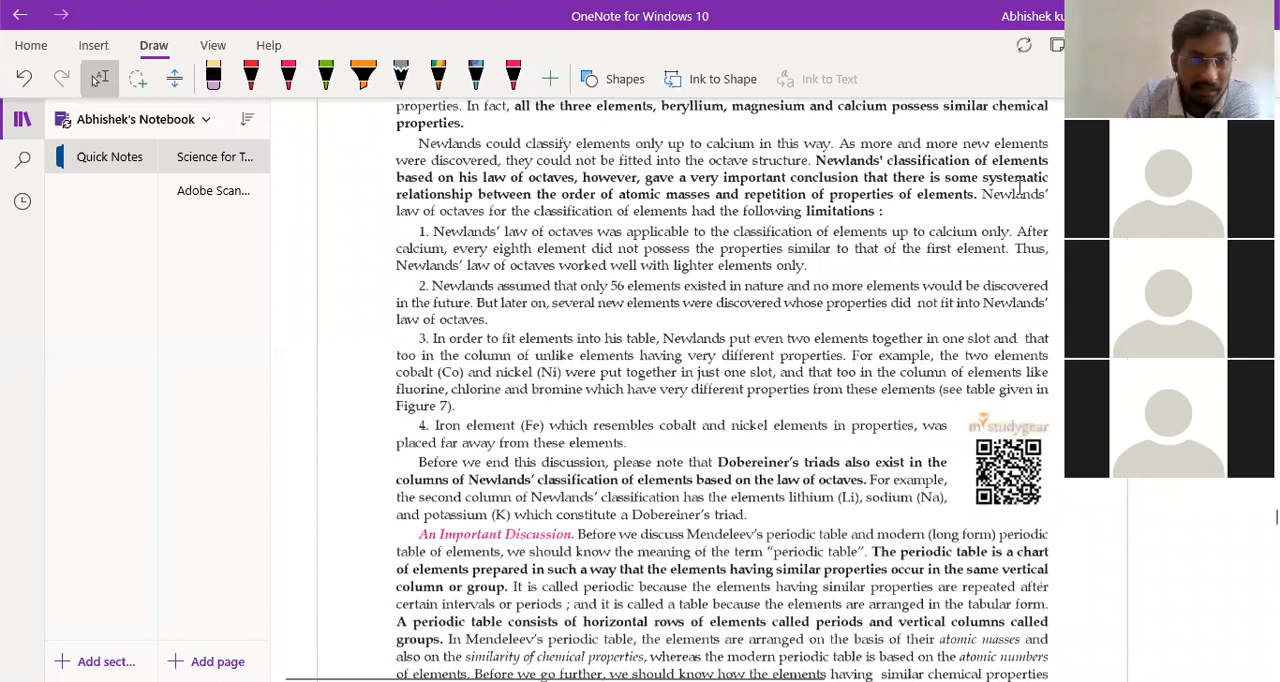 OneNote for Windows 10
Abhishek ku
Home
Insert
Draw
View
Help
Shapes
Ink to Shape
Ink to Text
Abhishek's Notebook
Quick Notes
Science for T...
Adobe Scan...
Add sect...
Add page
properties. In fact, all the three elements, beryllium, magnesium and calcium possess similar chemical
properties.
Newlands could classify elements only up to calcium in this way. As more and more new elements
were discovered, they could not be fitted into the octave structure. Newlands' classification of elements
based on his law of octaves, however, gave a very important conclusion that there is some systematic
relationship between the order of atomic masses and repetition of properties of elements. Newlands'
law of octaves for the classification of elements had the following limitations :
1. Newlands' law of octaves was applicable to the classification of elements up to calcium only. After
calcium, every eighth element did not possess the properties similar to that of the first element. Thus,
Newlands' law of octaves worked well with lighter elements only.
2. Newlands assumed that only 56 elements existed in nature and no more elements would be discovered
in the future. But later on, several new elements were discovered whose properties did not fit into Newlands'
law of octaves.
3. In order to fit elements into his table, Newlands put even two elements together in one slot and that
too in the column of unlike elements having very different properties. For example, the two elements
cobalt (Co) and nickel (Ni) were put together in just one slot, and that too in the column of elements like
fluorine, chlorine and bromine which have very different properties from these elements (see table given in
Figure 7).
4. Iron element (Fe) which resembles cobalt and nickel elements in properties, was
placed far away from these elements.
mystudygear
Before we end this discussion, please note that Dobereiner's triads also exist in the
columns of Newlands' classification of elements based on the law of octaves. For example,
the second column of Newlands' classification has the elements lithium (Li), sodium (Na),
and potassium (K) which constitute a Dobereiner's triad.
An Important Discussion. Before we discuss Mendeleev's periodic table and modern (long form) periodic
table of elements, we should know the meaning of the term "periodic table". The periodic table is a chart
of elements prepared in such a way that the elements having similar properties occur in the same vertical
column or group. It is called periodic because the elements having similar properties are repeated after
certain intervals or periods ; and it is called a table because the elements are arranged in the tabular form.
A periodic table consists of horizontal rows of elements called periods and vertical columns called
groups. In Mendeleev's periodic table, the elements are arranged on the basis of their atomic masses and
also on the similarity of chemical properties, whereas the modern periodic table is based on the atomic numbers
of elements. Before we go further, we should know how the elements having similar chemical properties